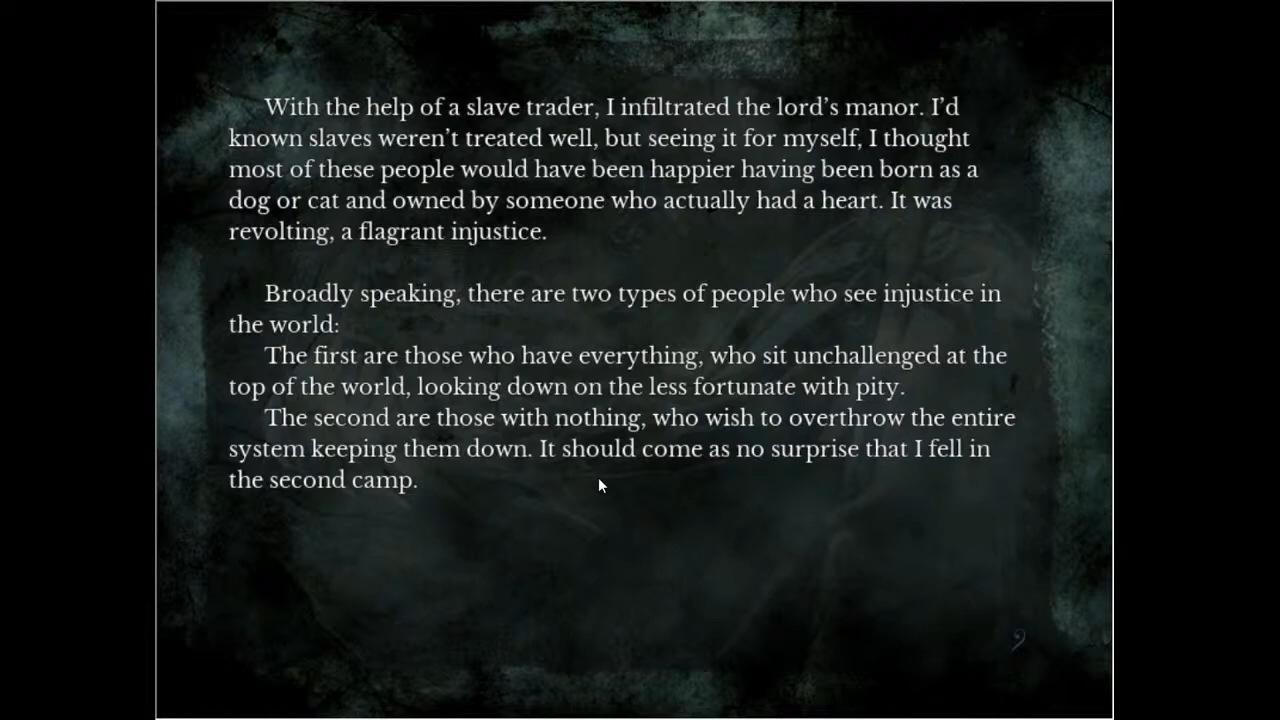 With the help of a slave trader, I infiltrated the lord’s manor. I’d
known slaves weren’t treated well, but seeing it for myself, I thought
most of these people would have been happier having been born as a
dog or cat and owned by someone who actually had a heart. It was
revolting, a flagrant injustice.
Broadly speaking, there are two types of people who see injustice in
the world:
The first are those who have everything, who sit unchallenged at the
top of the world, looking down on the less fortunate with pity.
The second are those with nothing, who wish to overthrow the entire
system keeping them down. It should come as no surprise that I fell in
the second camp.